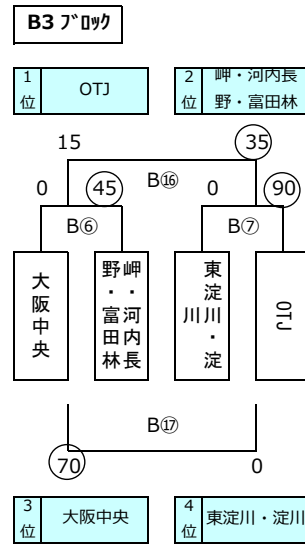 B3 ブロック
1位 OTJ
2位 岬・河内長野・富田林
15 35
0 45 B⑯ 0 90
B⑥ B⑦
大阪中央
岬・河内長野・富田林
東淀川・淀川
OTJ
B⑰
70 0
3位 大阪中央
4位 東淀川・淀川